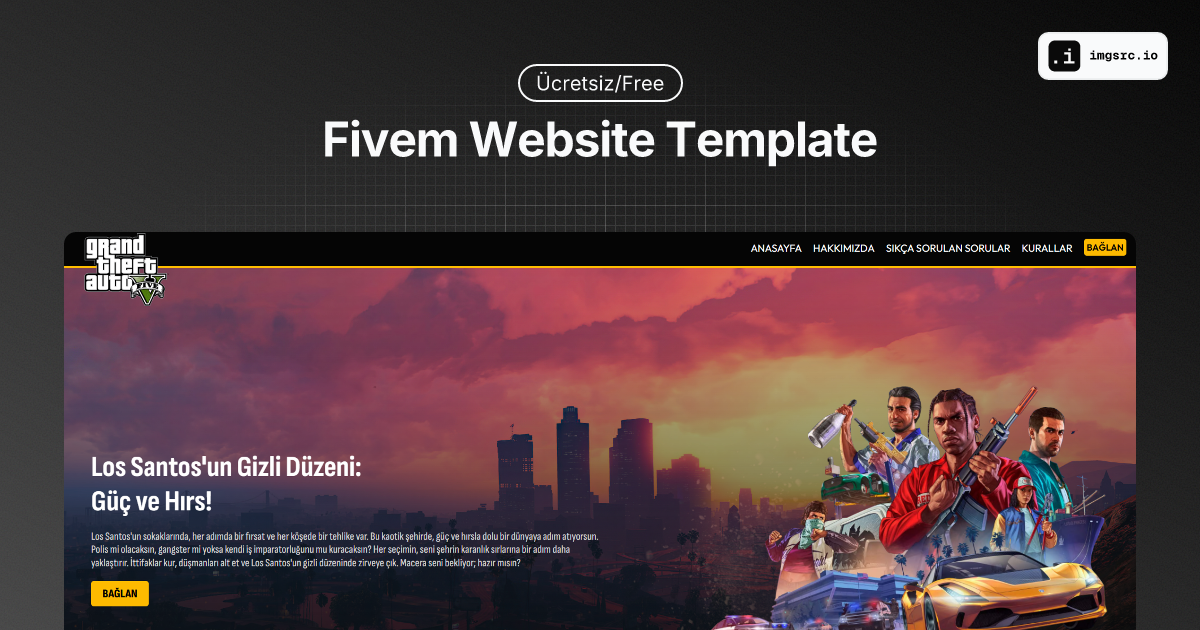 .i imgsrc.io
Ücretsiz/Free
Fivem Website Template
grand
theft
auto
FIVE
ANASAYFA HAKKIMIZDA SIKÇA SORULAN SORULAR KURALLAR BAĞLAN
Los Santos'un Gizli Düzeni:
Güç ve Hırs!
Los Santos'un sokaklarında, her adımda bir fırsat ve her köşede bir tehlike var. Bu kaotik şehirde, güç ve hırsla dolu bir dünyaya adım atıyorsun.
Polis mi olacaksın, gangster mi yoksa kendi iş imparatorluğunu mu kuracaksın? Her seçimin, seni şehrin karanlık sırlarına bir adım daha
yaklaştırır. İttifaklar kur, düşmanları alt et ve Los Santos'un gizli düzeninde zirveye çık. Macera seni bekliyor; hazır mısın?
BAĞLAN